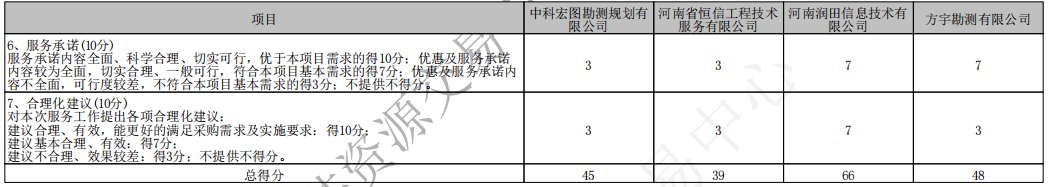 项目 中科宏图勘测规划有限公司 河南省恒信工程技术服务有限公司 河南润田信息技术有限公司 方宇勘测有限公司
6、服务承诺(10分)
服务承诺内容全面、科学合理、切实可行，优于本项目需求的得10分；优惠及服务承诺
内容较为全面，切实合理、一般可行，符合本项目基本需求的得7分；优惠及服务承诺内
容不全面，可行度较差，不符合本项目基本需求的得3分；不提供不得分。
3 3 7 7
7、合理化建议(10分)
对本次服务工作提出各项合理化建议：
建议合理、有效，能更好的满足采购需求及实施要求：得10分；
建议基本合理、有效：得7分；
建议不合理、效果较差：得3分；不提供不得分。
3 3 7 3
总得分 45 39 66 48
资源交易
易中心